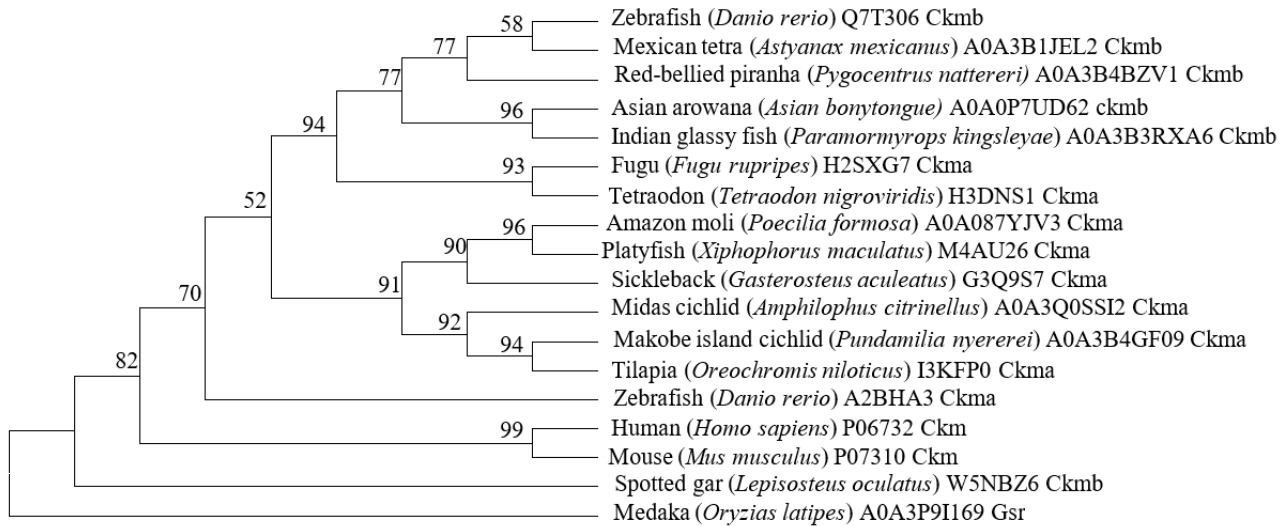 Zebrafish (Danio rerio) Q7T306 Ckmb
58
Mexican tetra (Astyanax mexicanus) A0A3B1JEL2 Ckmb
77
Red-bellied piranha (Pygocentrus nattereri) A0A3B4BZV1 Ckmb
77
Asian arowana (Asian bonytongue) A0A0P7UD62 ckmb
96
Indian glassy fish (Paramormyrops kingsleyae) A0A3B3RXA6 Ckmb
94
Fugu (Fugu rupripes) H2SXG7 Ckma
93
Tetraodon (Tetraodon nigroviridis) H3DNS1 Ckma
52
Amazon moli (Poecilia formosa) A0A087YJV3 Ckma
96
Platyfish (Xiphophorus maculatus) M4AU26 Ckma
90
Sickleback (Gasterosteus aculeatus) G3Q9S7 Ckma
91
70
Midas cichlid (Amphilophus citrinellus) A0A3Q0SSI2 Ckma
92
Makobe island cichlid (Pundamilia nyererei) A0A3B4GF09 Ckma
94
Tilapia (Oreochromis niloticus) I3KFP0 Ckma
82
Zebrafish (Danio rerio) A2BHA3 Ckma
Human (Homo sapiens) P06732 Ckm
99
Mouse (Mus musculus) P07310 Ckm
Spotted gar (Lepisosteus oculatus) W5NBZ6 Ckmb
Medaka (Oryzias latipes) A0A3P9I169 Gsr